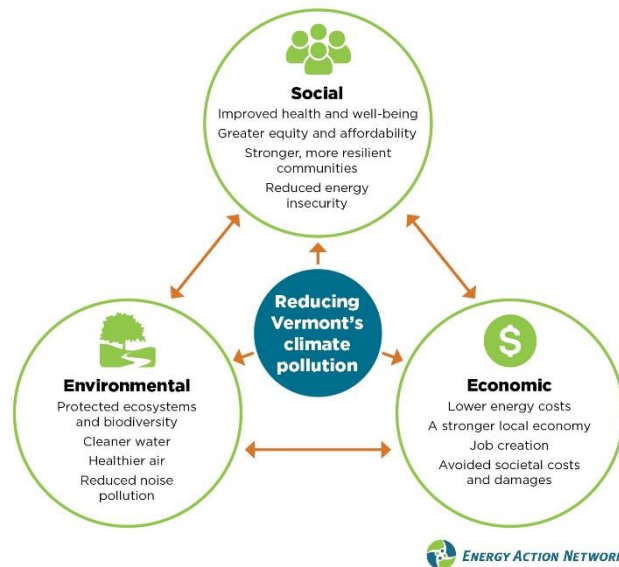 Social
Improved health and well-being
Greater equity and affordability
Stronger, more resilient
communities
Reduced energy
insecurity
Reducing
Vermont's
climate
pollution
Environmental
Protected ecosystems
and biodiversity
Cleaner water
Healthier air
Reduced noise
pollution
$
Economic
Lower energy costs
A stronger local economy
Job creation
Avoided societal costs
and damages
ENERGY ACTION NETWORK